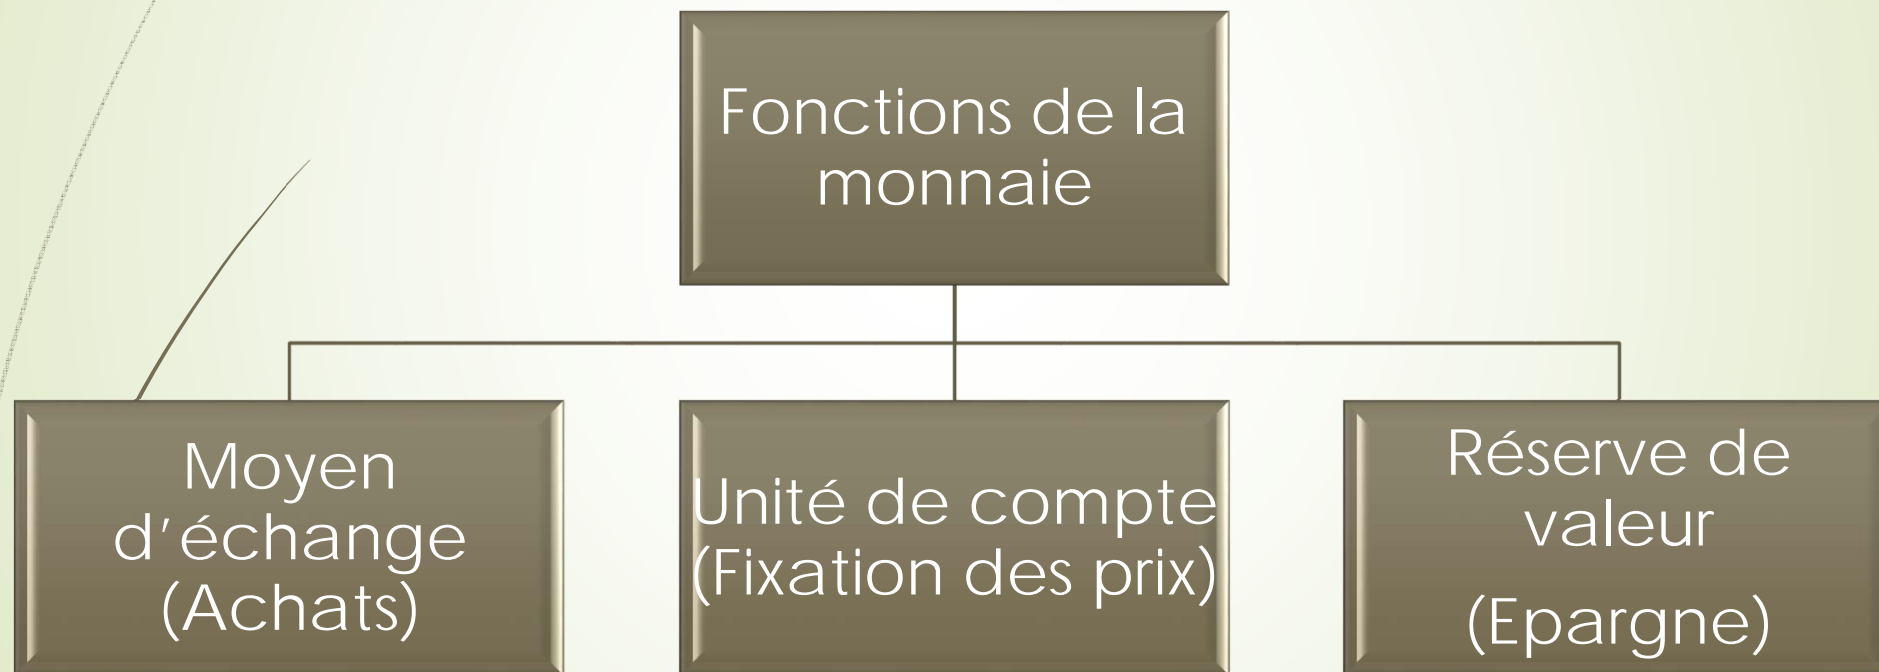 Fonctions de la
monnaie
Moyen
d'échange
(Achats)
Unité de compte
(Fixation des prix)
Réserve de
valeur
(Epargne)